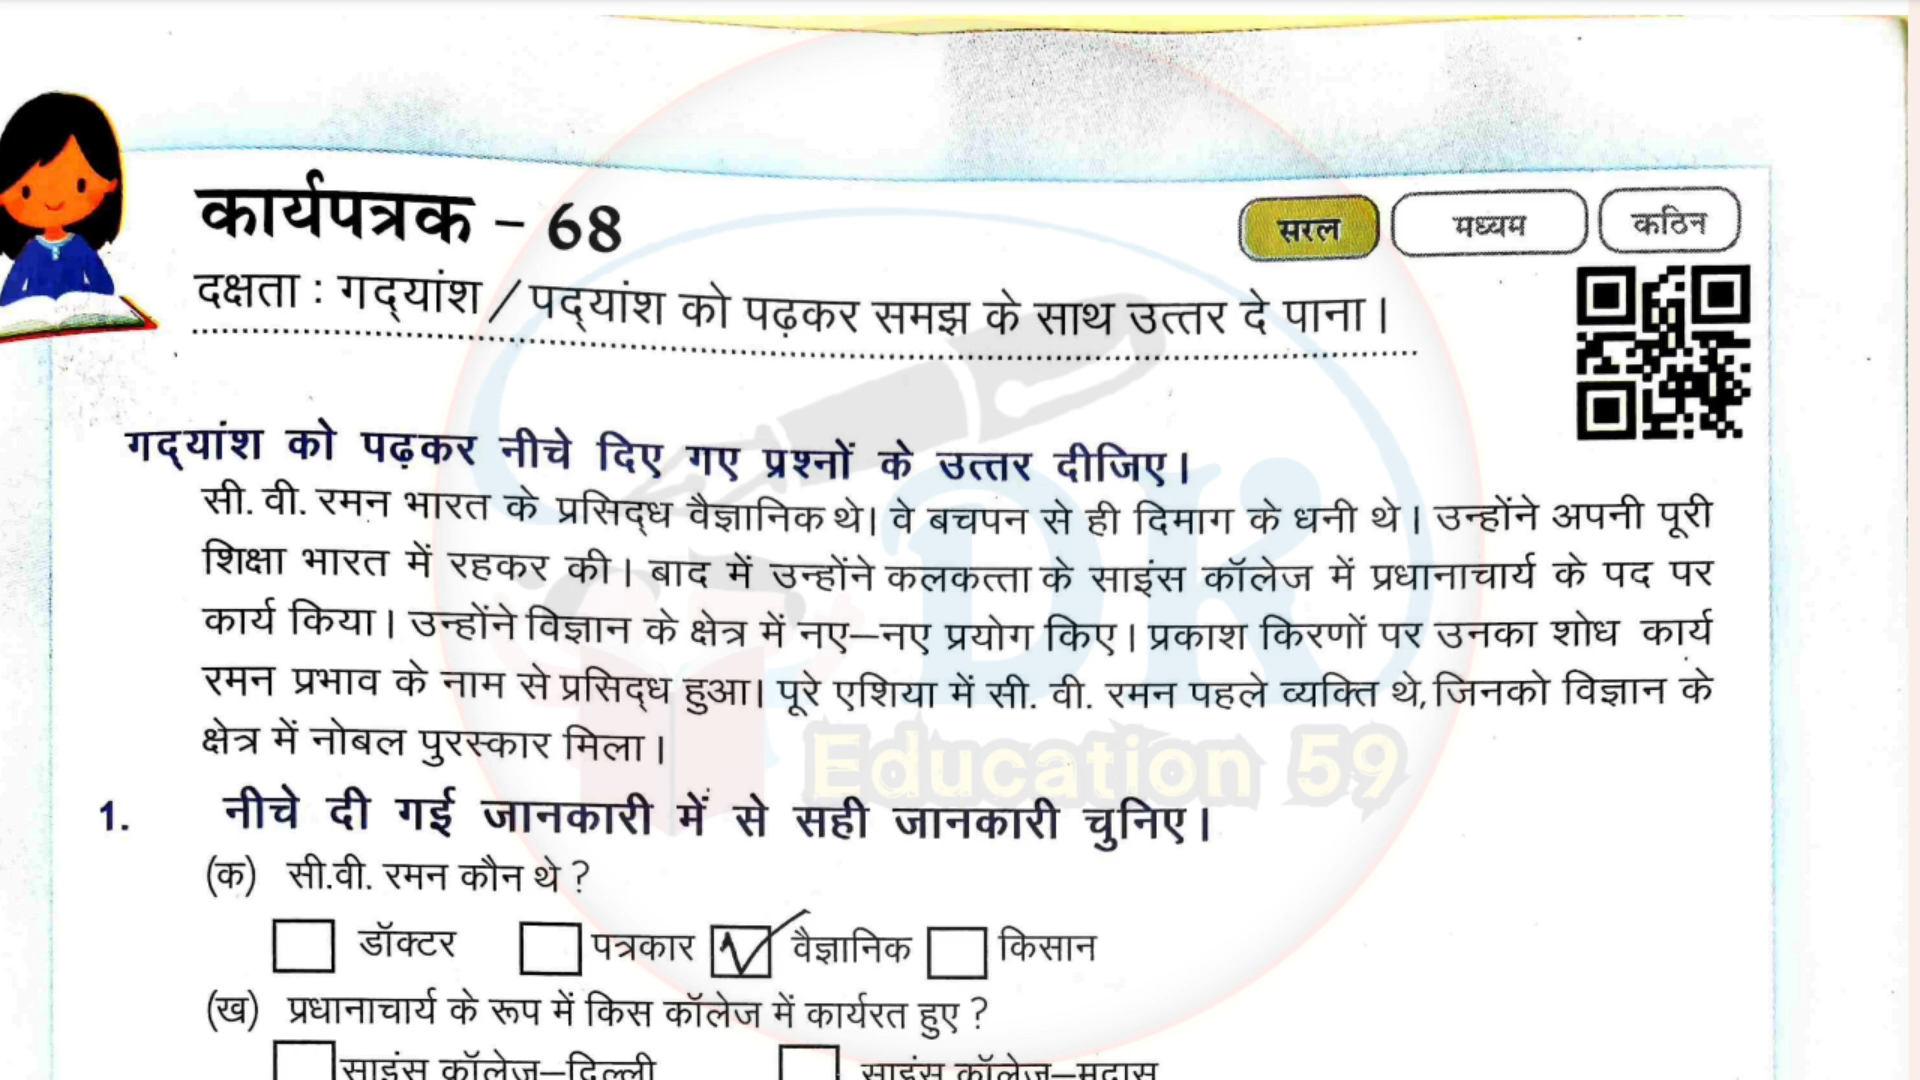 कार्यपत्रक - 68
सरल
मध्यम
कठिन
दक्षता : गद्यांश / पद्यांश को पढ़कर समझ के साथ उत्तर दे पाना।
गद्यांश को पढ़कर नीचे दिए गए प्रश्नों के उत्तर दीजिए।
सी. वी. रमन भारत के प्रसिद्ध वैज्ञानिक थे। वे बचपन से ही दिमाग के धनी थे। उन्होंने अपनी पूरी
शिक्षा भारत में रहकर की। बाद में उन्होंने कलकत्ता के साइंस कॉलेज में प्रधानाचार्य के पद पर
कार्य किया। उन्होंने विज्ञान के क्षेत्र में नए–नए प्रयोग किए। प्रकाश किरणों पर उनका शोध कार्य
रमन प्रभाव के नाम से प्रसिद्ध हुआ। पूरे एशिया में सी. वी. रमन पहले व्यक्ति थे, जिनको विज्ञान के
क्षेत्र में नोबल पुरस्कार मिला।
DK
Education 59
1. नीचे दी गई जानकारी में से सही जानकारी चुनिए।
(क) सी.वी. रमन कौन थे ?
डॉक्टर पत्रकार वैज्ञानिक किसान
(ख) प्रधानाचार्य के रूप में किस कॉलेज में कार्यरत हुए ?
साइंस कॉलेज–दिल्ली साइंस कॉलेज–मद्रास